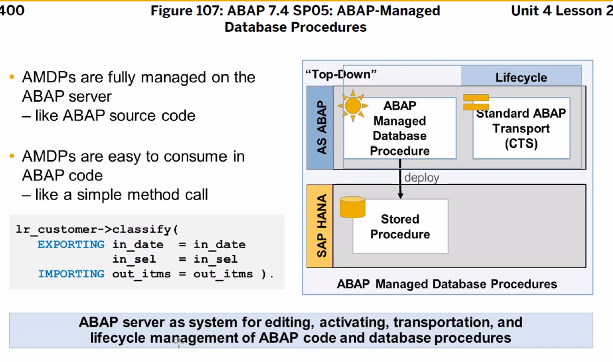 400
Figure 107: ABAP 7.4 SP05: ABAP-Managed
Database Procedures
Unit 4 Lesson 2
• AMDPs are fully managed on the
ABAP server
– like ABAP source code
• AMDPs are easy to consume in
ABAP code
– like a simple method call
lr_customer->classify(
EXPORTING in_date = in_date
in_sel = in_sel
IMPORTING out_itms = out_itms ).
“Top-Down”
Lifecycle
AS ABAP
ABAP
Managed
Database
Procedure
Standard ABAP
Transport
(CTS)
deploy
SAP HANA
Stored
Procedure
ABAP Managed Database Procedures
ABAP server as system for editing, activating, transportation, and
lifecycle management of ABAP code and database procedures